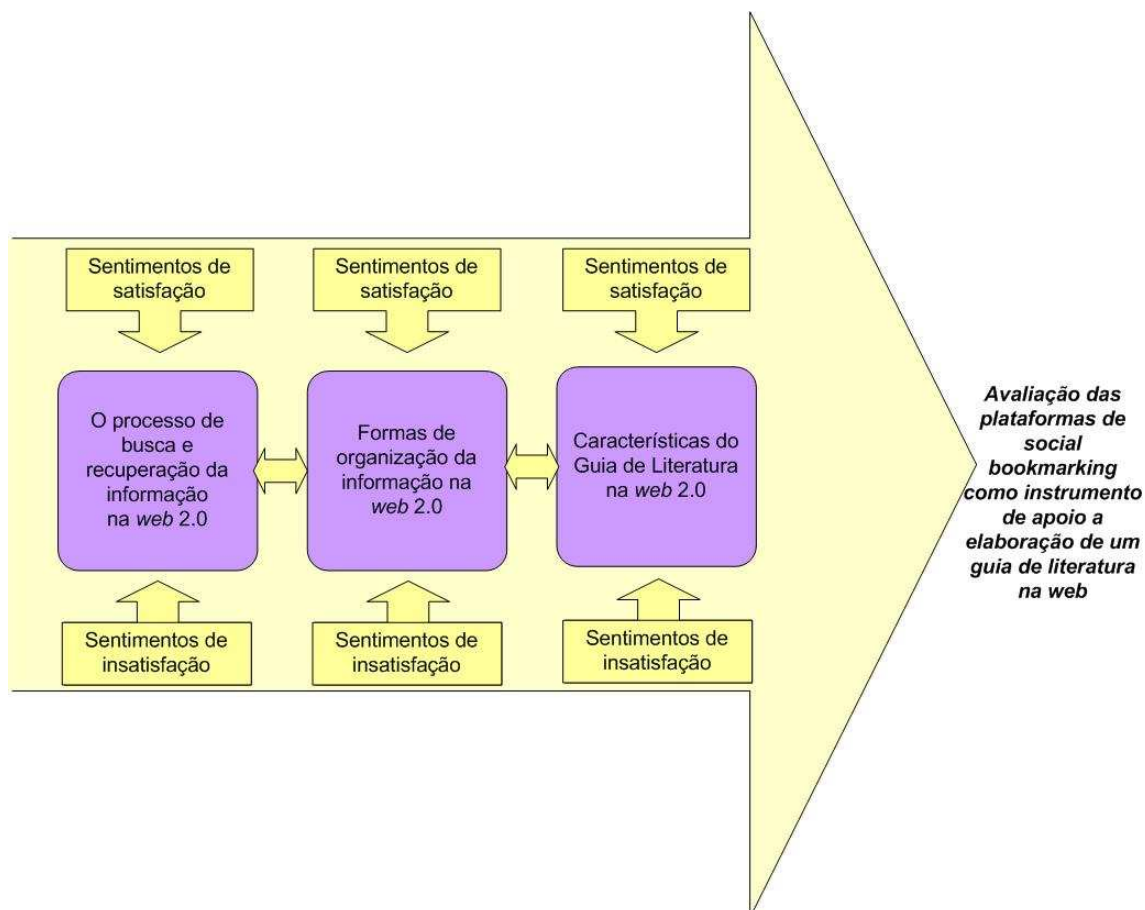 Sentimentos de
satisfação
Sentimentos de
satisfação
Sentimentos de
satisfação
O processo de
busca e
recuperação da
informação
na web 2.0
Formas de
organização da
informação na
web 2.0
Características do
Guia de Literatura
na web 2.0
Sentimentos de
insatisfação
Sentimentos de
insatisfação
Sentimentos de
insatisfação
Avaliação das
plataformas de
social
bookmarking
como instrumento
de apoio a
elaboração de um
guia de literatura
na web